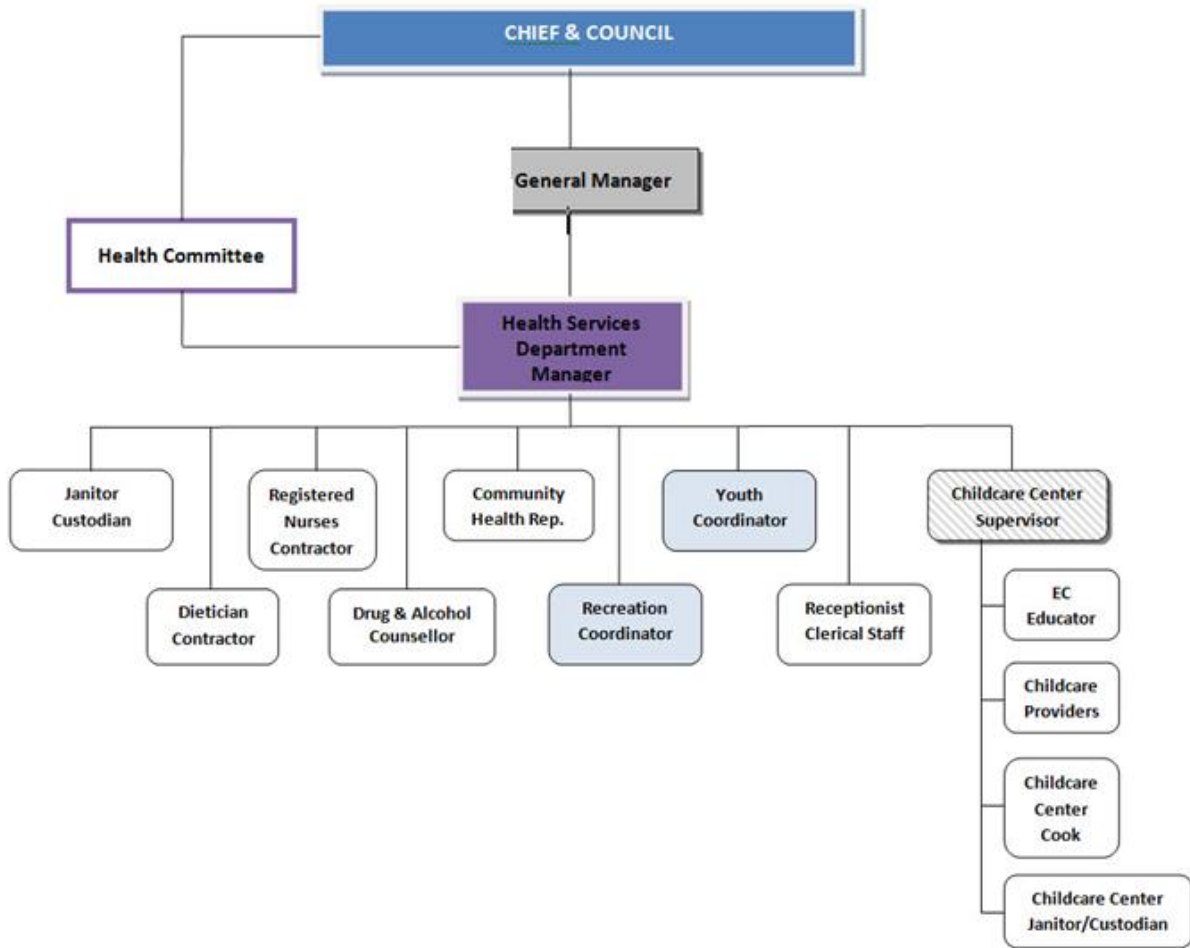 CHIEF & COUNCIL
General Manager
Health Committee
Health Services
Department
Manager
Janitor
Custodian
Registered
Nurses
Contractor
Community
Health Rep.
Youth
Coordinator
Childcare Center
Supervisor
Dietician
Contractor
Drug & Alcohol
Counsellor
Recreation
Coordinator
Receptionist
Clerical Staff
EC
Educator
Childcare
Providers
Childcare
Center
Cook
Childcare Center
Janitor/Custodian